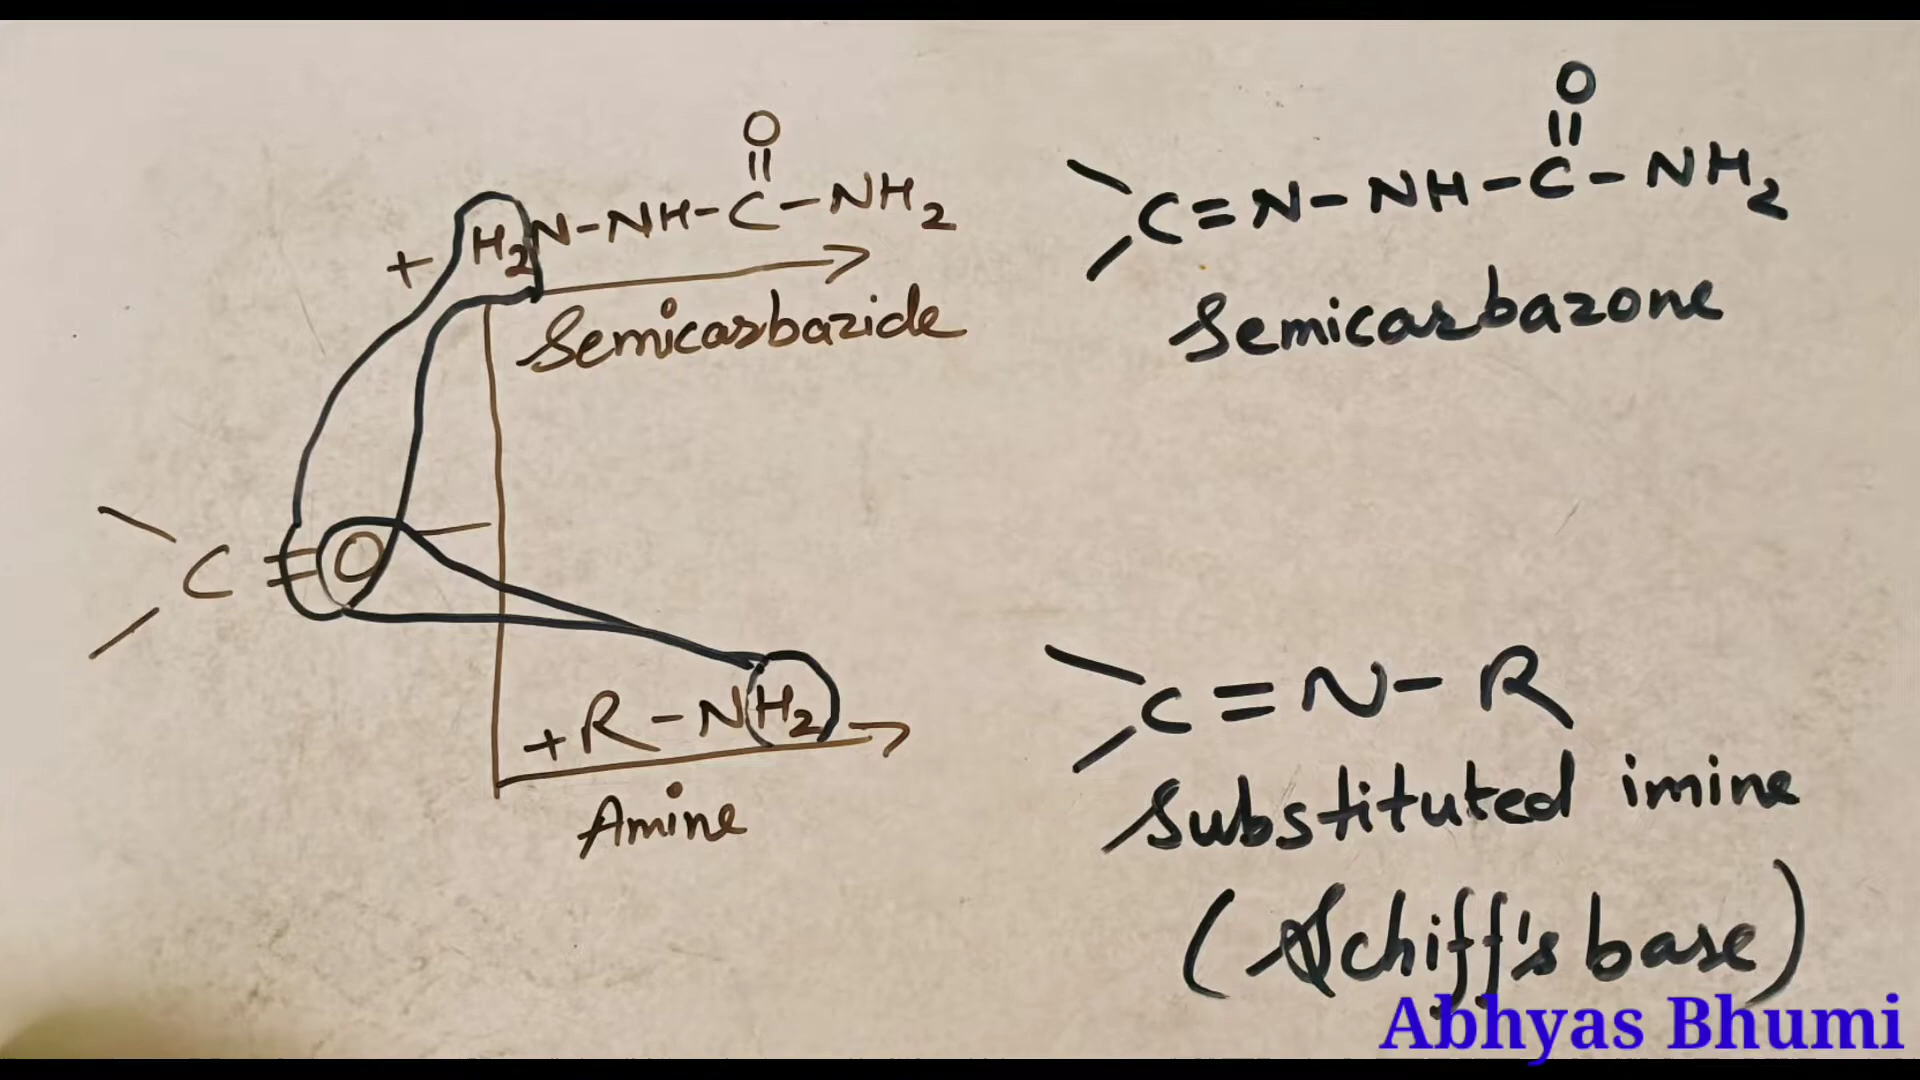 O
||
+ H2N-NH-C-NH2
Semicarbazide
O
||
C=N-NH-C-NH2
Semicarbazone
C=O
+R-NH2
Amine
C=N-R
Substituted imine
(Schiff's base)
Abhyas Bhumi